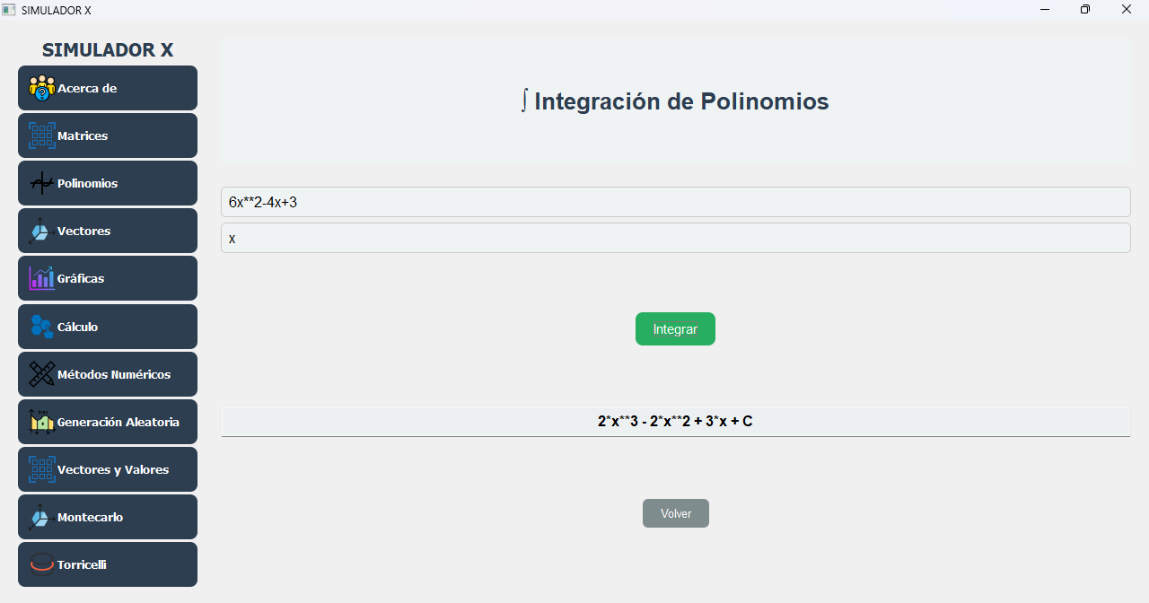 SIMULADOR X
SIMULADOR X
Acerca de
Matrices
Polinomios
Vectores
Gráficas
Cálculo
Métodos Numéricos
Generación Aleatoria
Vectores y Valores
Montecarlo
Torricelli
∫ Integración de Polinomios
6x**2-4x+3
x
Integrar
2*x**3 - 2*x**2 + 3*x + C
Volver